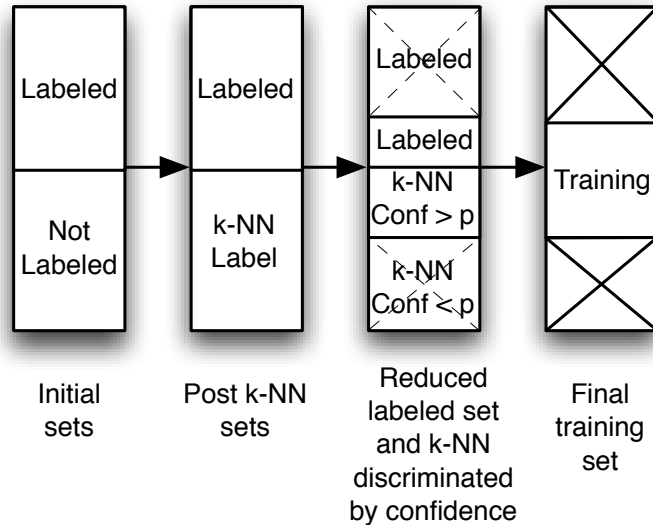 Labeled
Not
Labeled
Initial
sets
Labeled
k-NN
Label
Post k-NN
sets
Labeled
Labeled
k-NN
Conf > p
k-NN
Conf < p
Reduced
labeled set
and k-NN
discriminated
by confidence
Training
Final
training
set